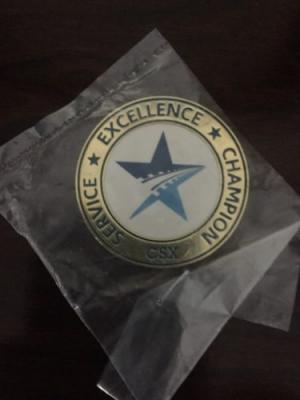 SERVICE ★ EXCELLENCE ★ CHAMPION
CSX